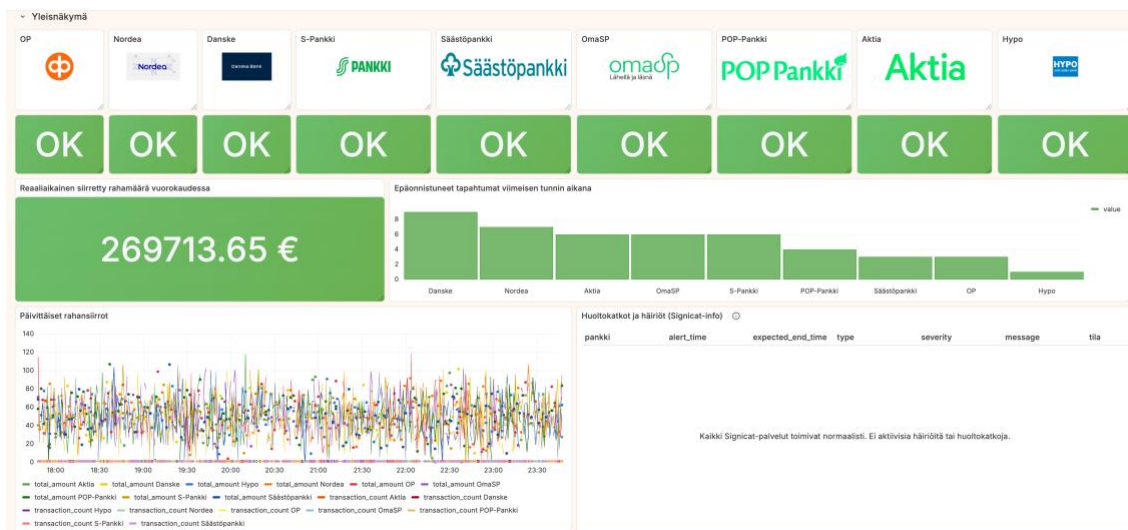 Yleisnäkymä
OP Nordea Danske S-Pankki Säästöpankki OmaSP POP-Pankki Aktia Hypo
Nordea Danske Bank S PANKKI Säästöpankki omaSp POP Pankki Aktia HYPO
Lähellä ja läsnä
OK OK OK OK OK OK OK OK OK
Reaaliaikainen siirretty rahamäärä vuorokaudessa
269713.65 €
Epäonnistuneet tapahtumat viimeisen tunnin aikana
8
6
4
2
0
value
Danske Nordea Aktia OmaSP S-Pankki POP-Pankki Säästöpankki OP Hypo
Päivittäiset rahansiirrot
140
120
100
80
60
40
20
0
18:00 18:30 19:00 19:30 20:00 20:30 21:00 21:30 22:00 22:30 23:00 23:30
total_amount Aktia total_amount Danske total_amount Hypo total_amount Nordea total_amount OP total_amount OmaSP
total_amount POP-Pankki total_amount S-Pankki total_amount Säästöpankki transaction_count Aktia transaction_count Danske
transaction_count Hypo transaction_count Nordea transaction_count OP transaction_count OmaSP transaction_count POP-Pankki
transaction_count S-Pankki transaction_count Säästöpankki
Huoltokatkot ja häiriöt (Signicat-info)
pankki alert_time expected_end_time type severity message tila
Kaikki Signicat-palvelut toimivat normaalisti. Ei aktiivisia häiriöitä tai huoltokatkoja.